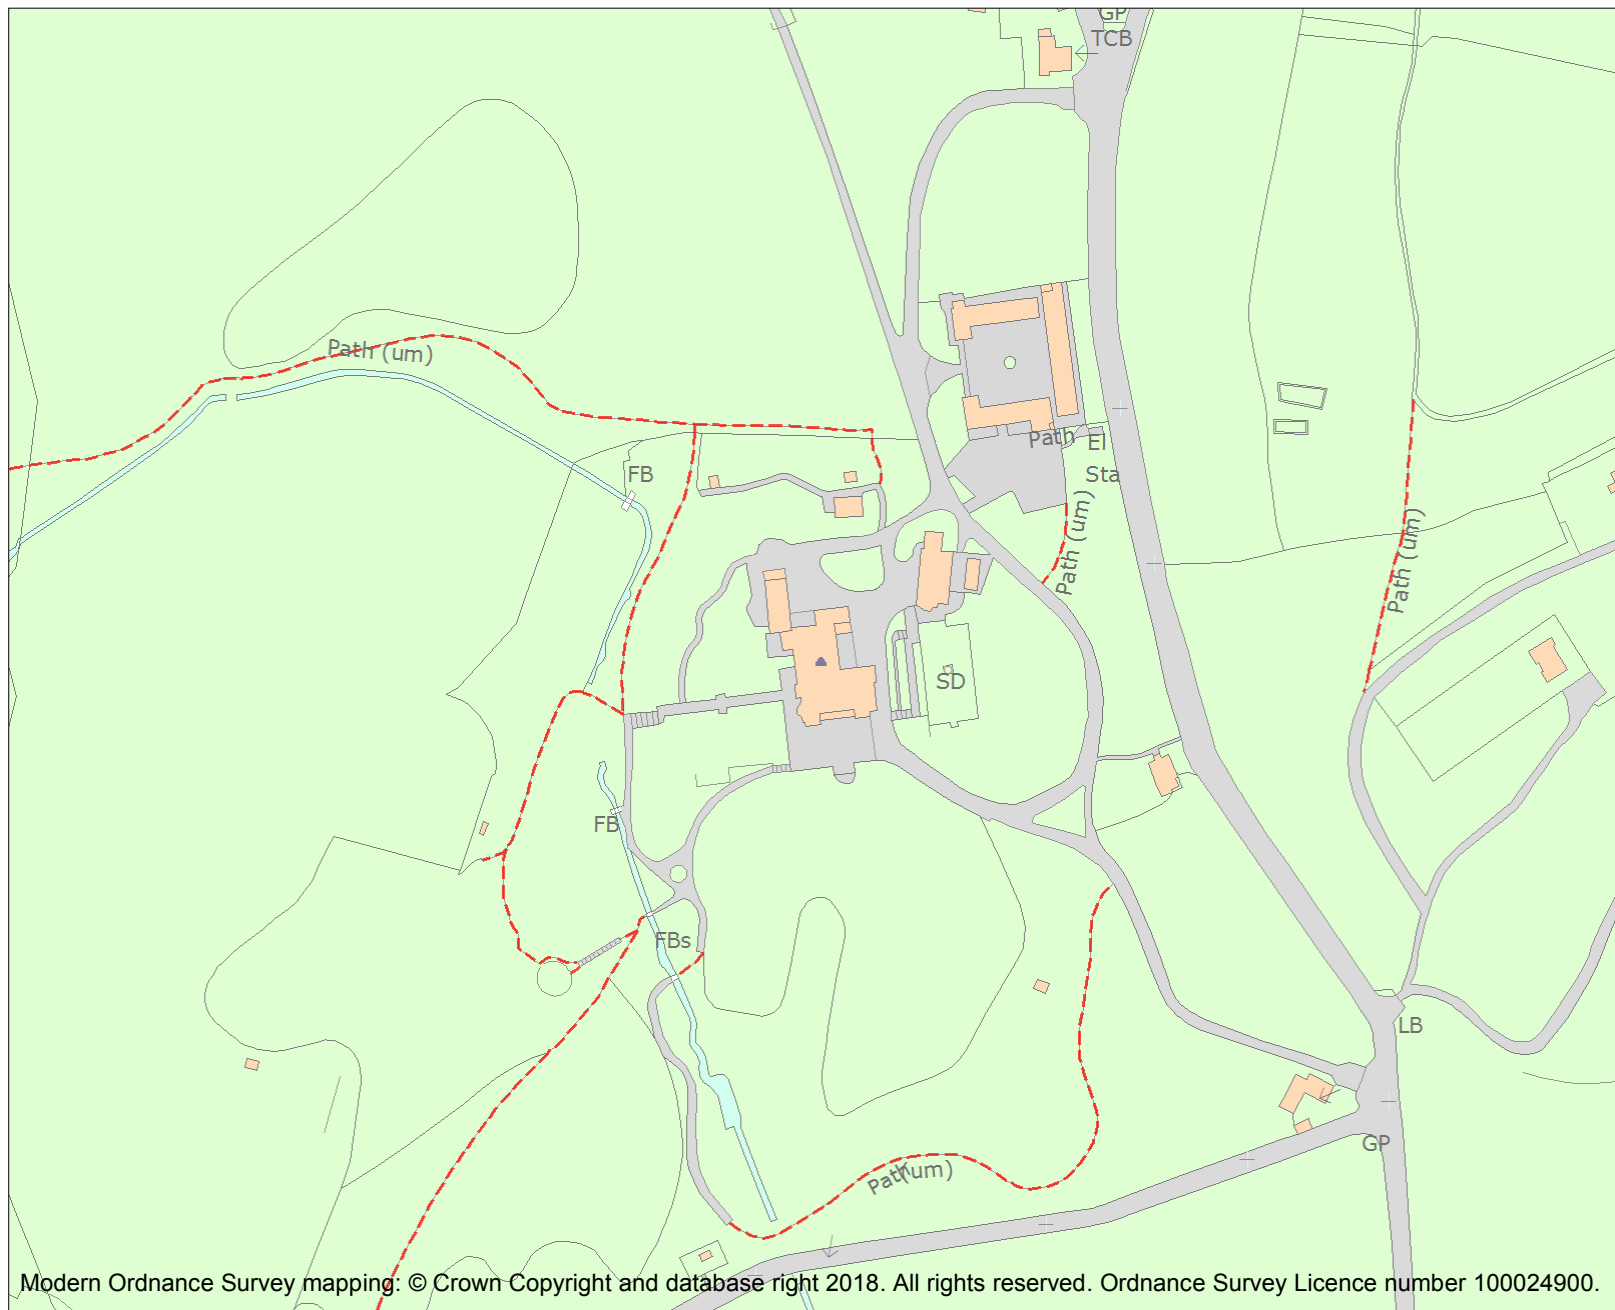 GP
TCB
Path (um)
Path
El
Sta
FB
Path (um)
Path (um)
SD
FB
FBs
LB
GP
Path
(um)
Modern Ordnance Survey mapping: © Crown Copyright and database right 2018. All rights reserved. Ordnance Survey Licence number 100024900.